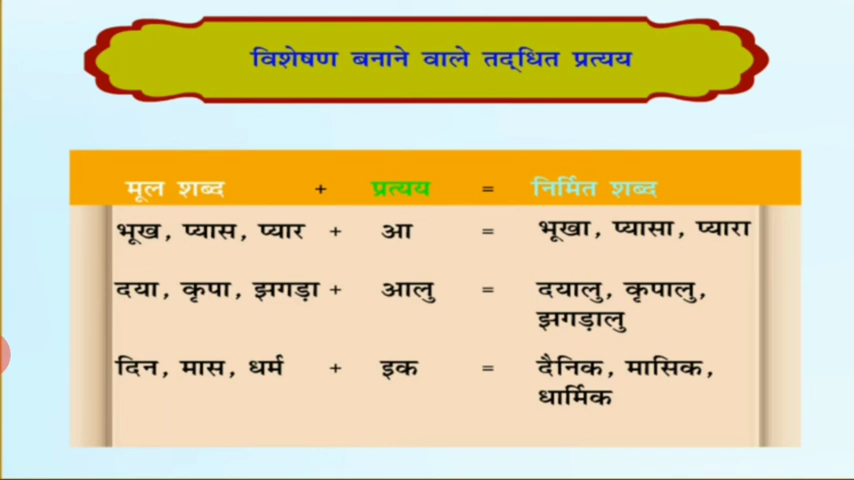 विशेषण बनाने वाले तद्धित प्रत्यय
मूल शब्द + प्रत्यय = निर्मित शब्द
भूख, प्यास, प्यार + आ = भूखा, प्यासा, प्यारा
दया, कृपा, झगड़ा + आलु = दयालु, कृपालु,
झगड़ालु
दिन, मास, धर्म + इक = दैनिक, मासिक,
धार्मिक